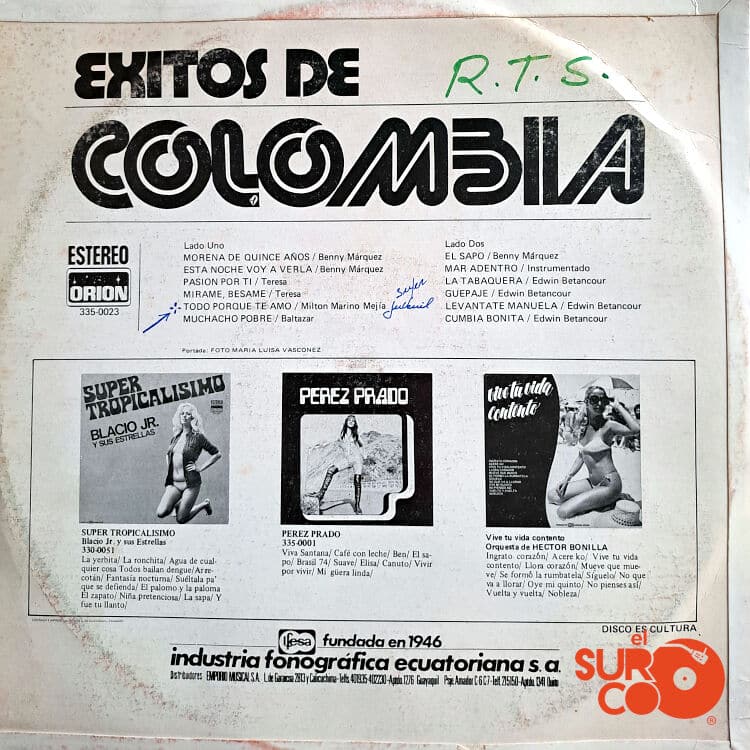 EXITOS DE
R.T.S.
COLOMBIA
ESTEREO
ORION
335-0023
Lado Uno
MORENA DE QUINCE AÑOS / Benny Márquez
ESTA NOCHE VOY A VERLA / Benny Márquez
PASION POR TI / Teresa
MIRAME, BESAME / Teresa
TODO PORQUE TE AMO / Milton Marino Mejía
MUCHACHO POBRE / Baltazar
super
Juvenil
Lado Dos
EL SAPO / Benny Márquez
MAR ADENTRO / Instrumentado
LA TABAQUERA / Edwin Betancour
GUEPAJE / Edwin Betancour
LEVANTATE MANUELA / Edwin Betancour
CUMBIA BONITA / Edwin Betancour
Portada: FOTO MARIA LUISA VASCONEZ
SUPER
TROPICALISIMO
BLACIO JR.
Y SUS ESTRELLAS
SUPER TROPICALISIMO
Blacio Jr. y sus Estrellas
330-0051
La yerbita/ La ronchita/ Agua de cual-
quier cosa Todos bailan dengue/ Arre-
cotán/ Fantasía nocturna/ Suéltala pa'
que se defienda/ El palomo y la paloma
El zapato/ Niña pretenciosa/ La sapa/ Y
fue tu llanto/
PEREZ PRADO
PEREZ PRADO
335-0001
Viva Santana/ Café con leche/ Ben/ El sa-
po/ Brasil 74/ Suave/ Elisa/ Canuto/ Vivir
por vivir/ Mi güera linda/
Vive tu vida
contento
Vive tu vida contento
Orquesta de HECTOR BONILLA
Ingrato corazón/ Acere ko/ Vive tu vida
contento/ Llora corazón/ Mueve que mue-
ve/ Se formó la rumbatela/ Síguelo/ No que
va a llorar/ Oye mi quinto/ No pienses así/
Vuelta y vuelta/ Nobleza/
DISCO ES CULTURA
ifesa fundada en 1946
industria fonográfica ecuatoriana s.a.
Distribuidores EMPORIO MUSICAL S.A.
el
SURCO
®